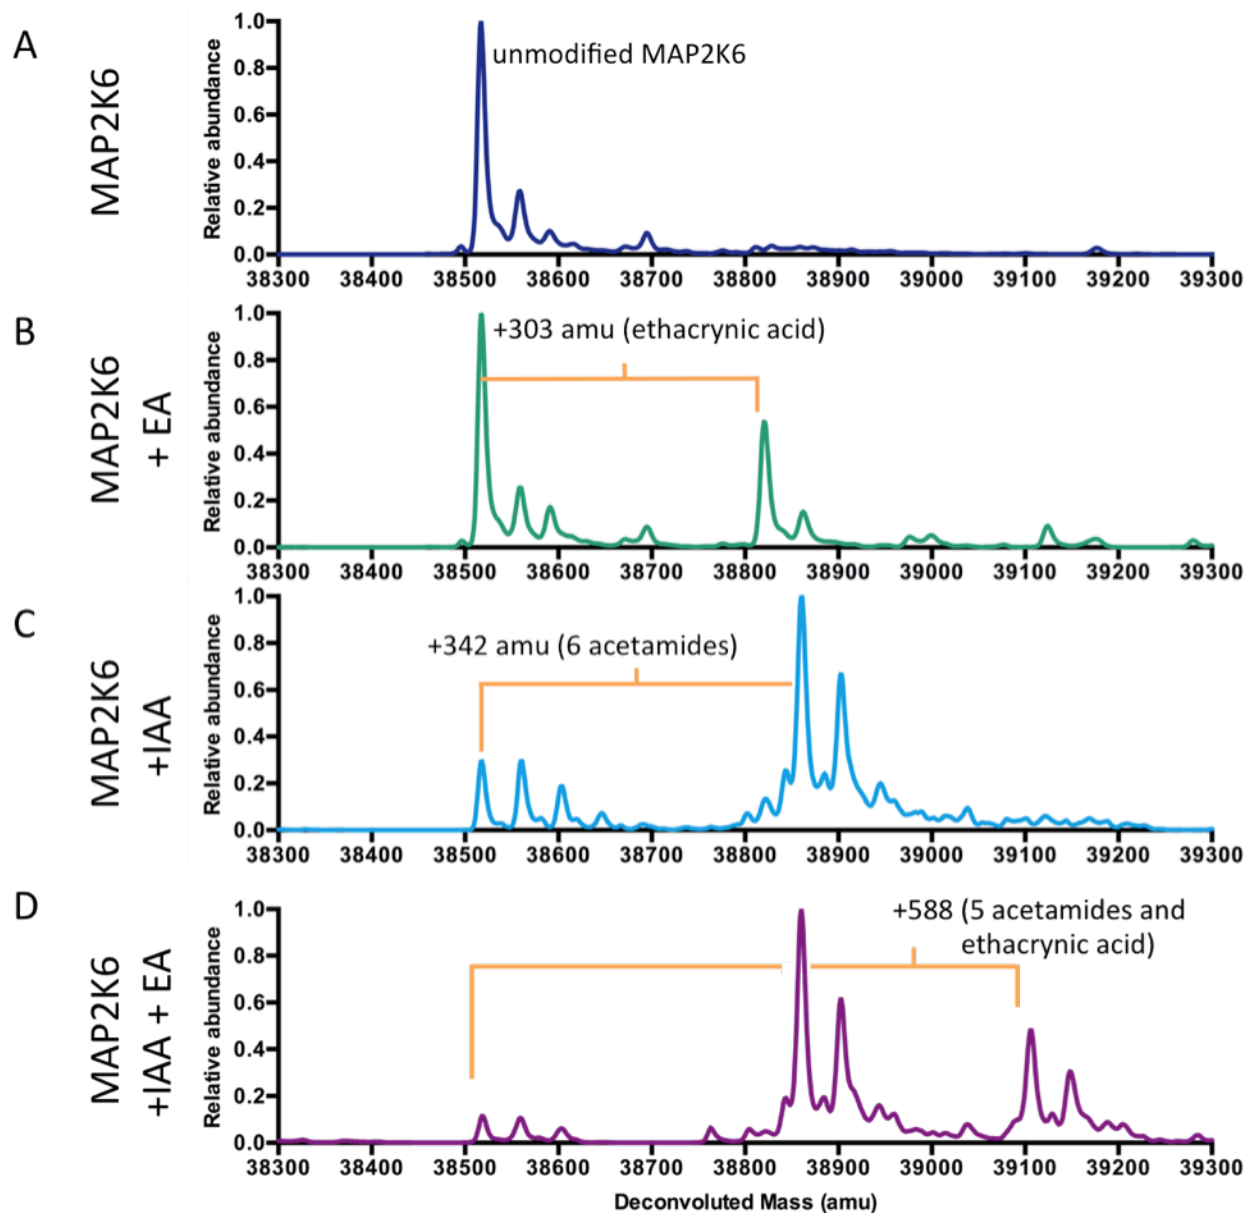 A
MAP2K6
Relative abundance
1.0
0.8
0.6
0.4
0.2
0.0
unmodified MAP2K6
38300 38400 38500 38600 38700 38800 38900 39000 39100 39200 39300
B
MAP2K6
+ EA
Relative abundance
1.0
0.8
0.6
0.4
0.2
0.0
+303 amu (ethacrynic acid)
38300 38400 38500 38600 38700 38800 38900 39000 39100 39200 39300
C
MAP2K6
+IAA
Relative abundance
1.0
0.8
0.6
0.4
0.2
0.0
+342 amu (6 acetamides)
38300 38400 38500 38600 38700 38800 38900 39000 39100 39200 39300
D
MAP2K6
+IAA + EA
Relative abundance
1.0
0.8
0.6
0.4
0.2
0.0
+588 (5 acetamides and
ethacrynic acid)
38300 38400 38500 38600 38700 38800 38900 39000 39100 39200 39300
Deconvoluted Mass (amu)